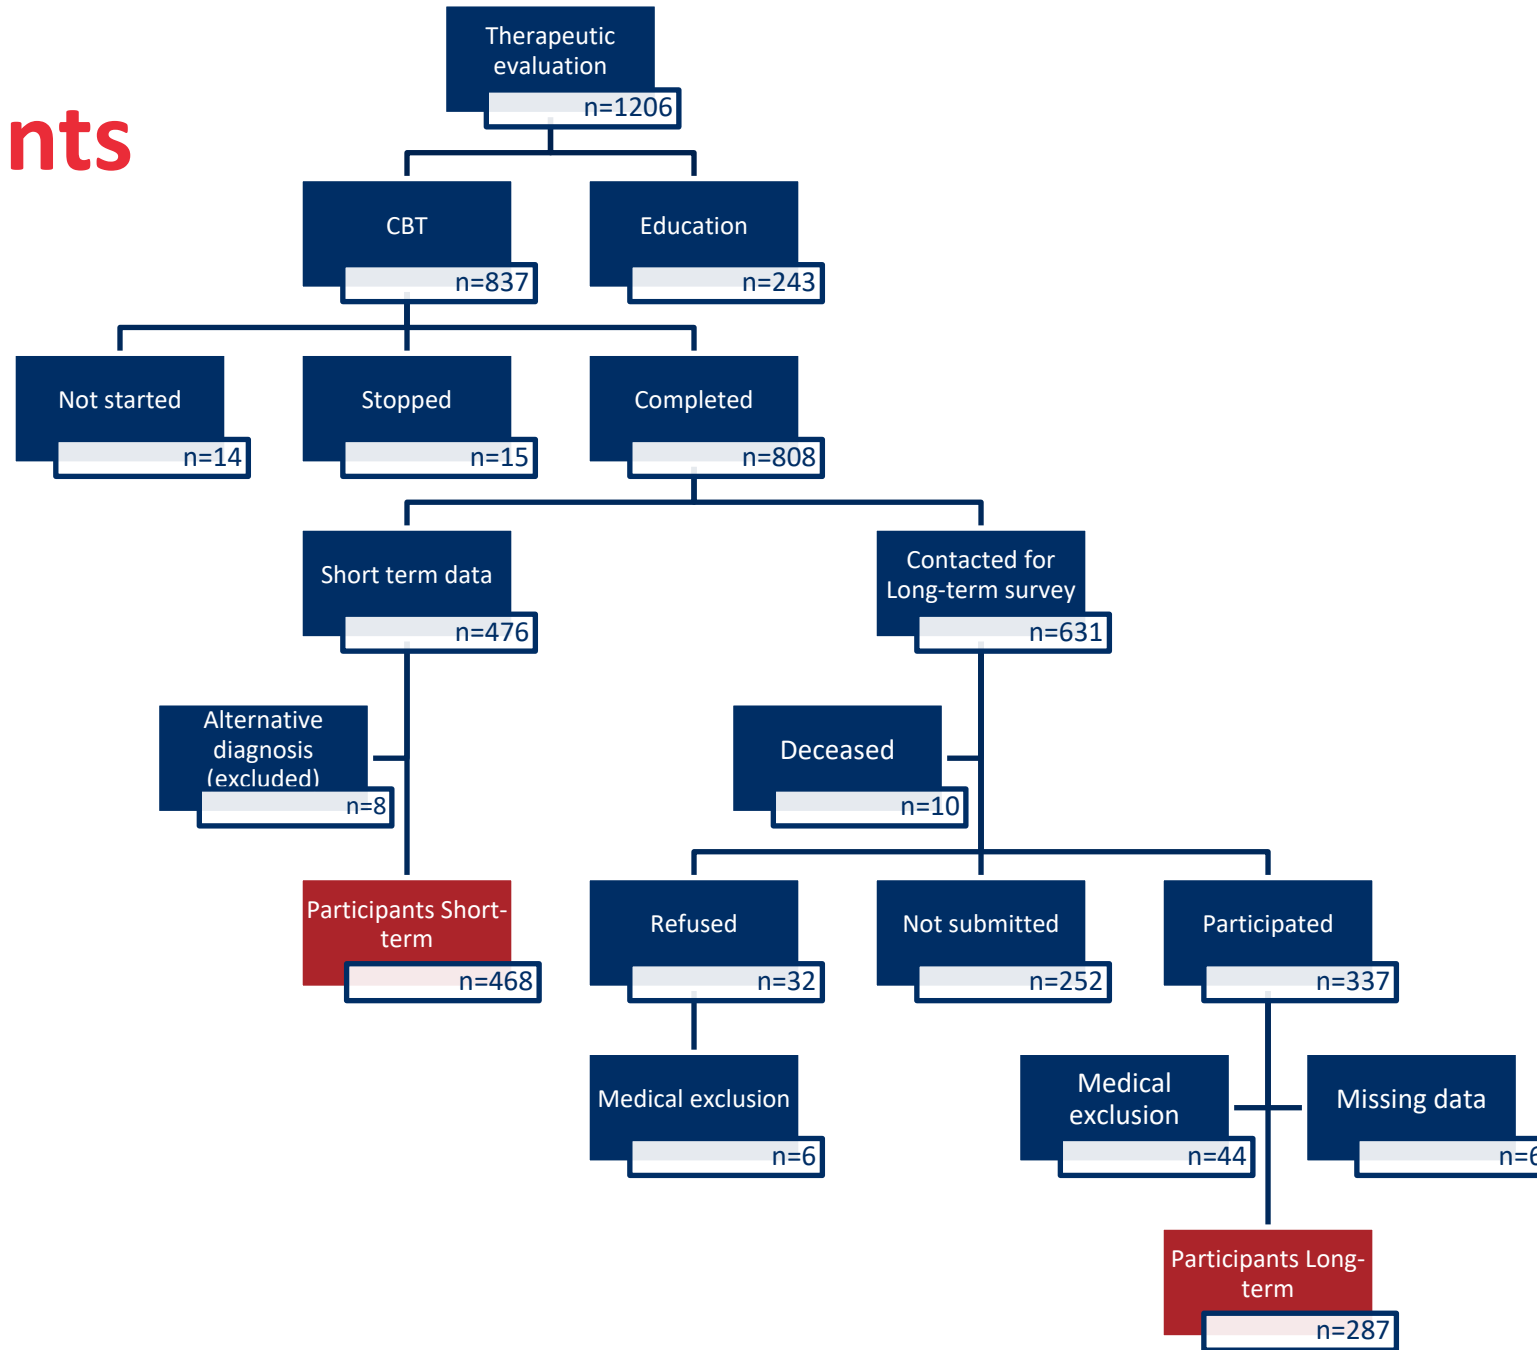 Therapeutic
evaluation
n=1206
nts
CBT
n=837
Education
n=243
Not started
n=14
Stopped
n=15
Completed
n=808
Short term data
n=476
Contacted for
Long-term survey
n=631
Alternative
diagnosis
(excluded)
n=8
Deceased
n=10
Participants Short-
term
n=468
Refused
n=32
Not submitted
n=252
Participated
n=337
Medical exclusion
n=6
Medical
exclusion
n=44
Missing data
n=6
Participants Long-
term
n=287